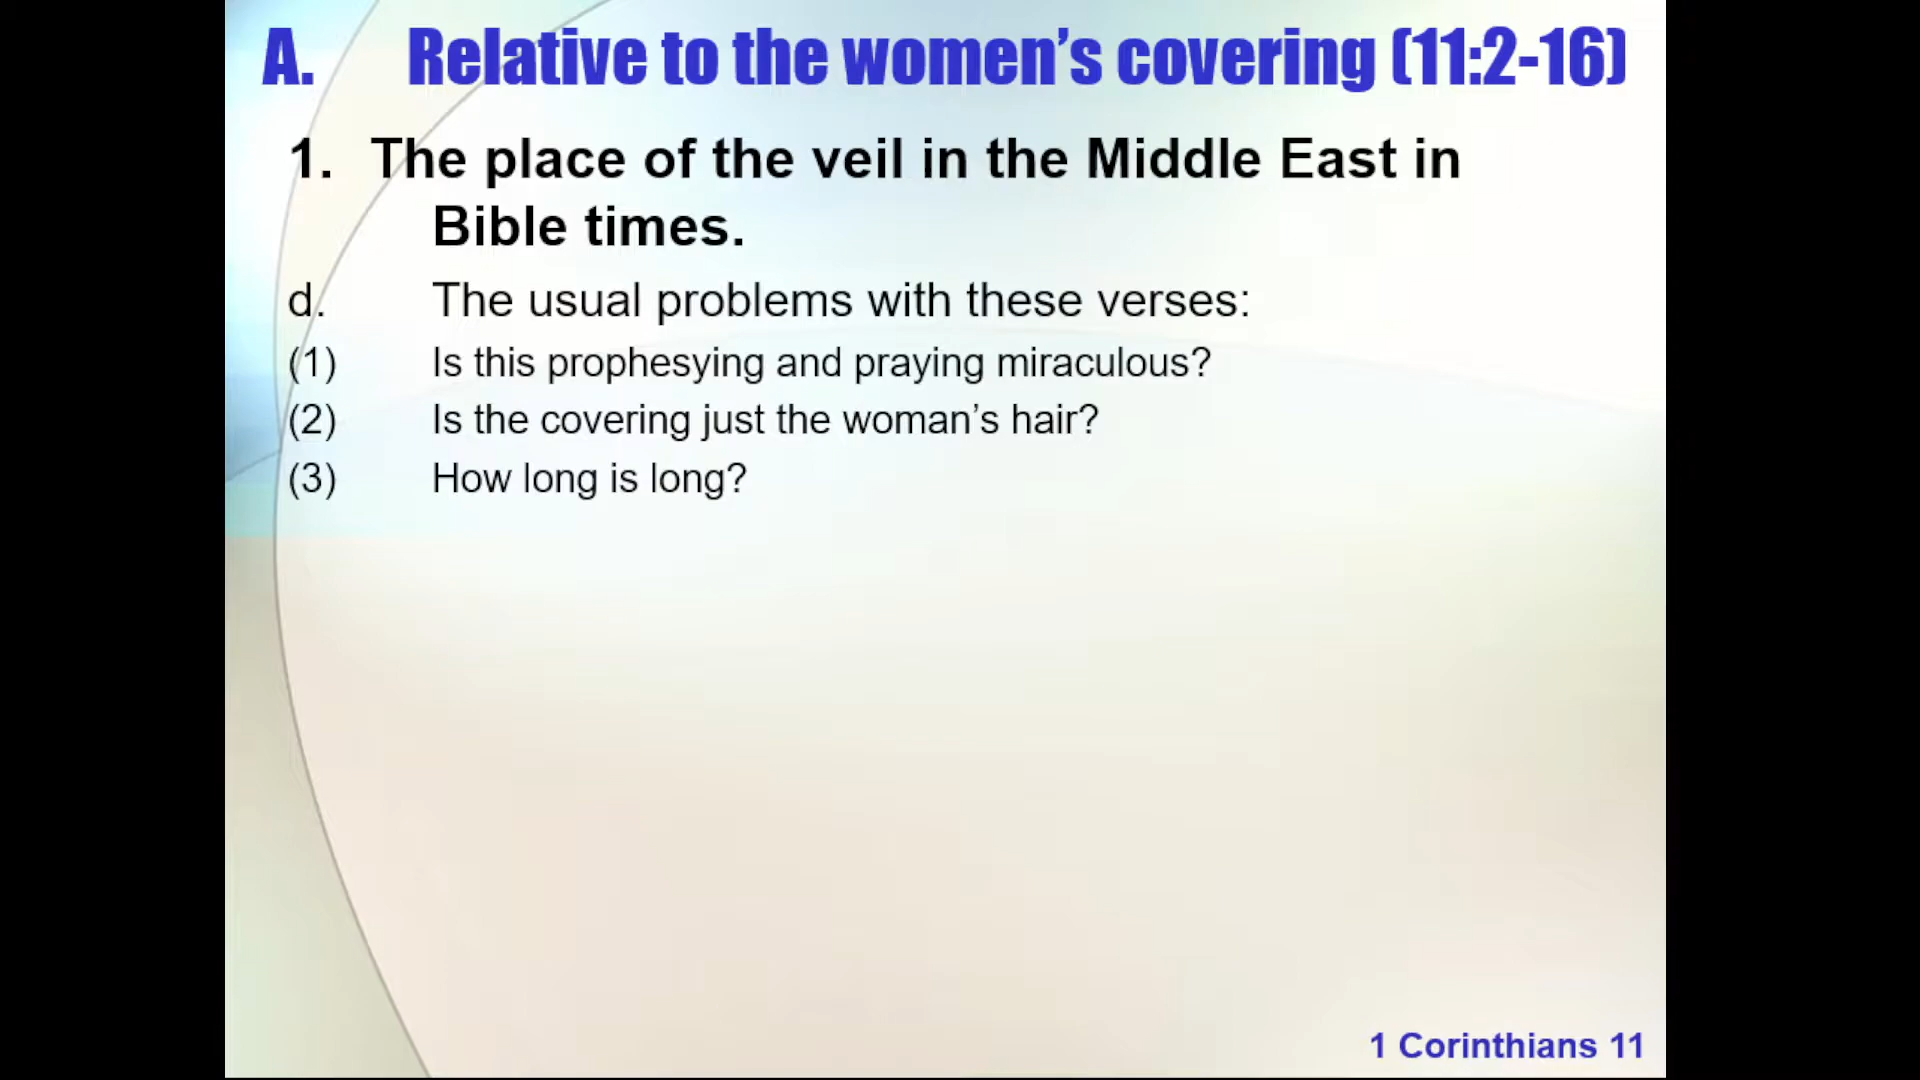 A. Relative to the women’s covering (11:2-16)
1. The place of the veil in the Middle East in
Bible times.
d. The usual problems with these verses:
(1) Is this prophesying and praying miraculous?
(2) Is the covering just the woman’s hair?
(3) How long is long?
1 Corinthians 11